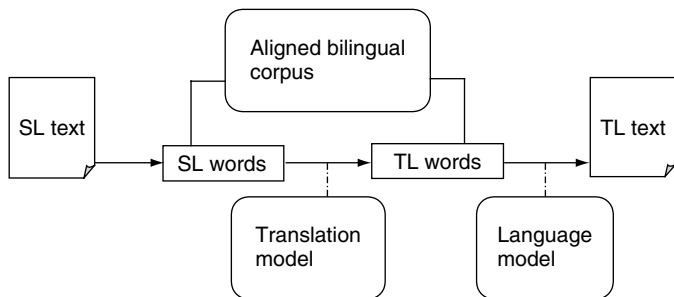 Aligned bilingual
corpus
SL text
TL text
SL words
TL words
Translation
model
Language
model